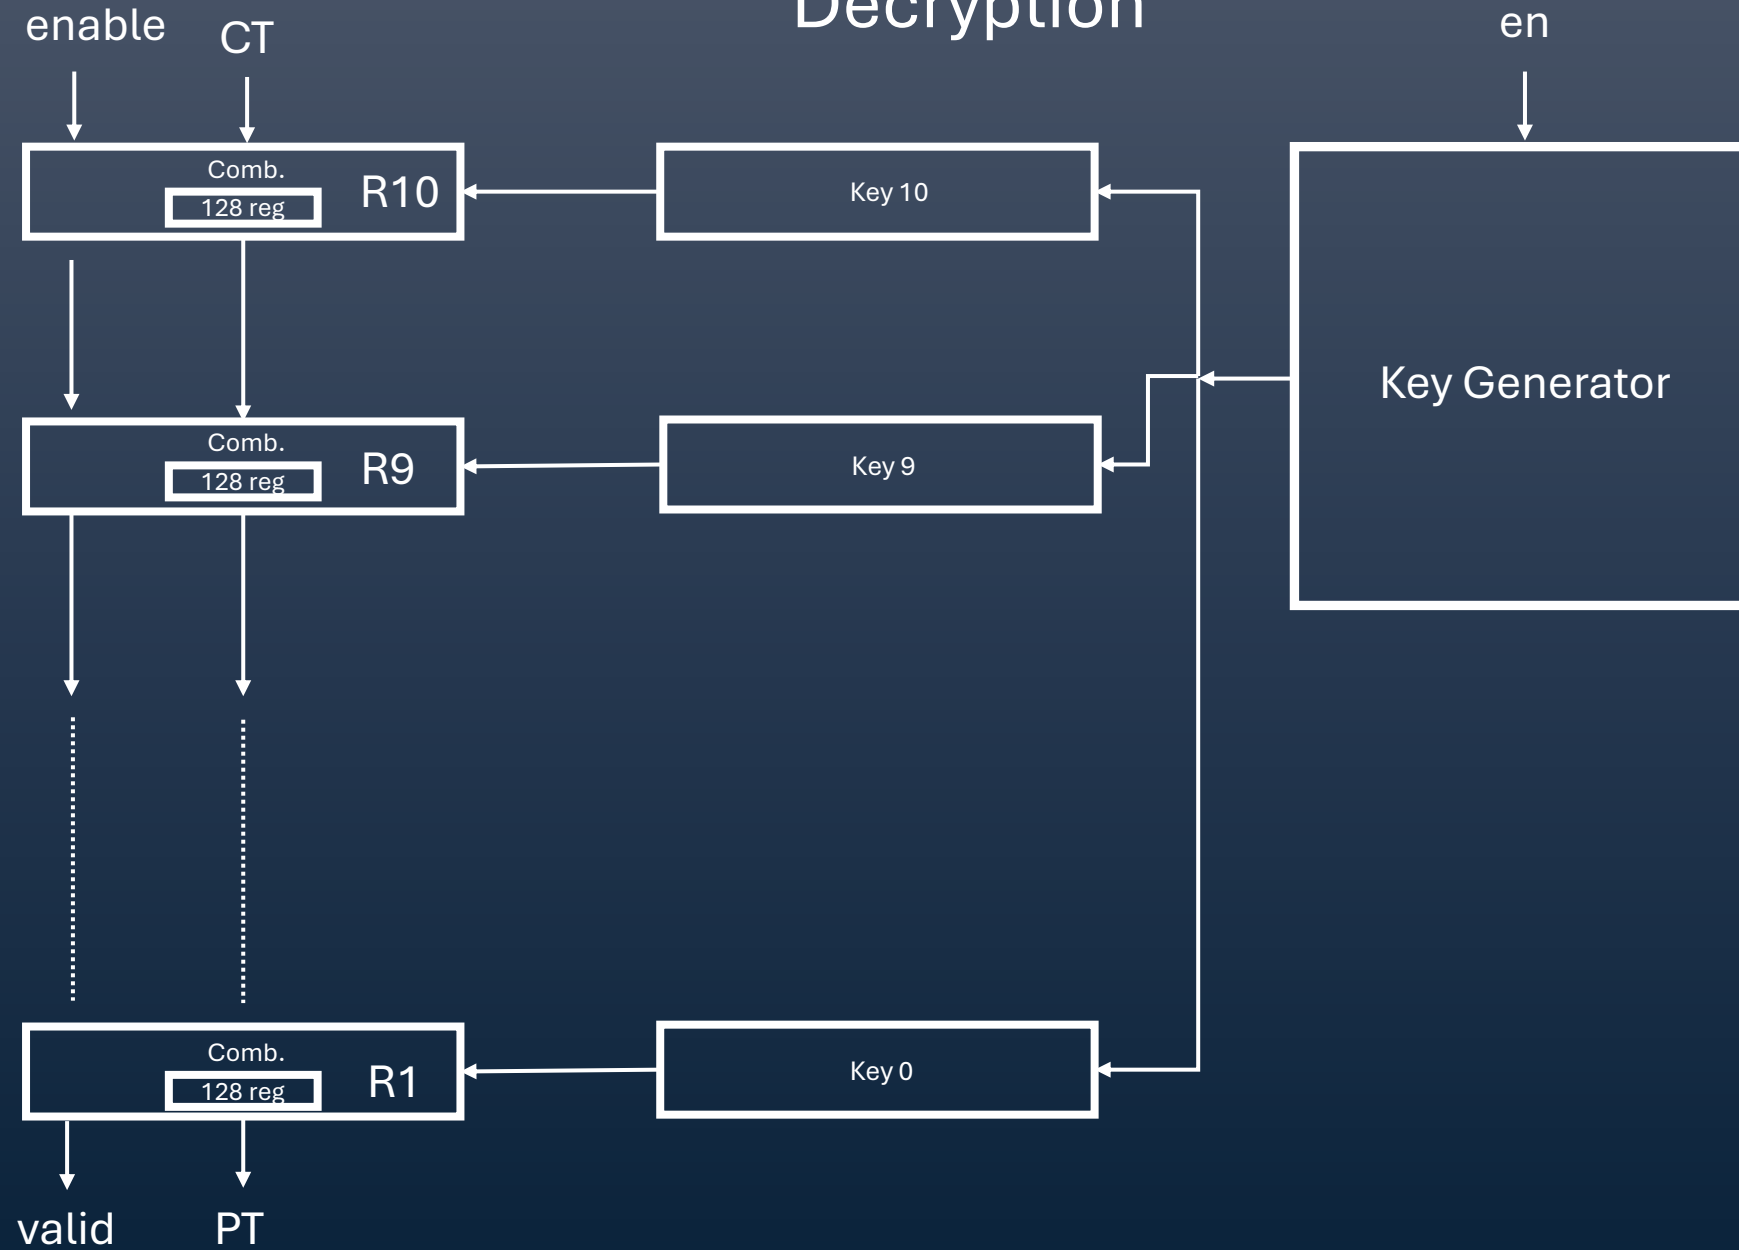 Decryption
enable
CT
en
Comb.
128 reg
R10
Key 10
Key Generator
Comb.
128 reg
R9
Key 9
Comb.
128 reg
R1
Key 0
valid
PT